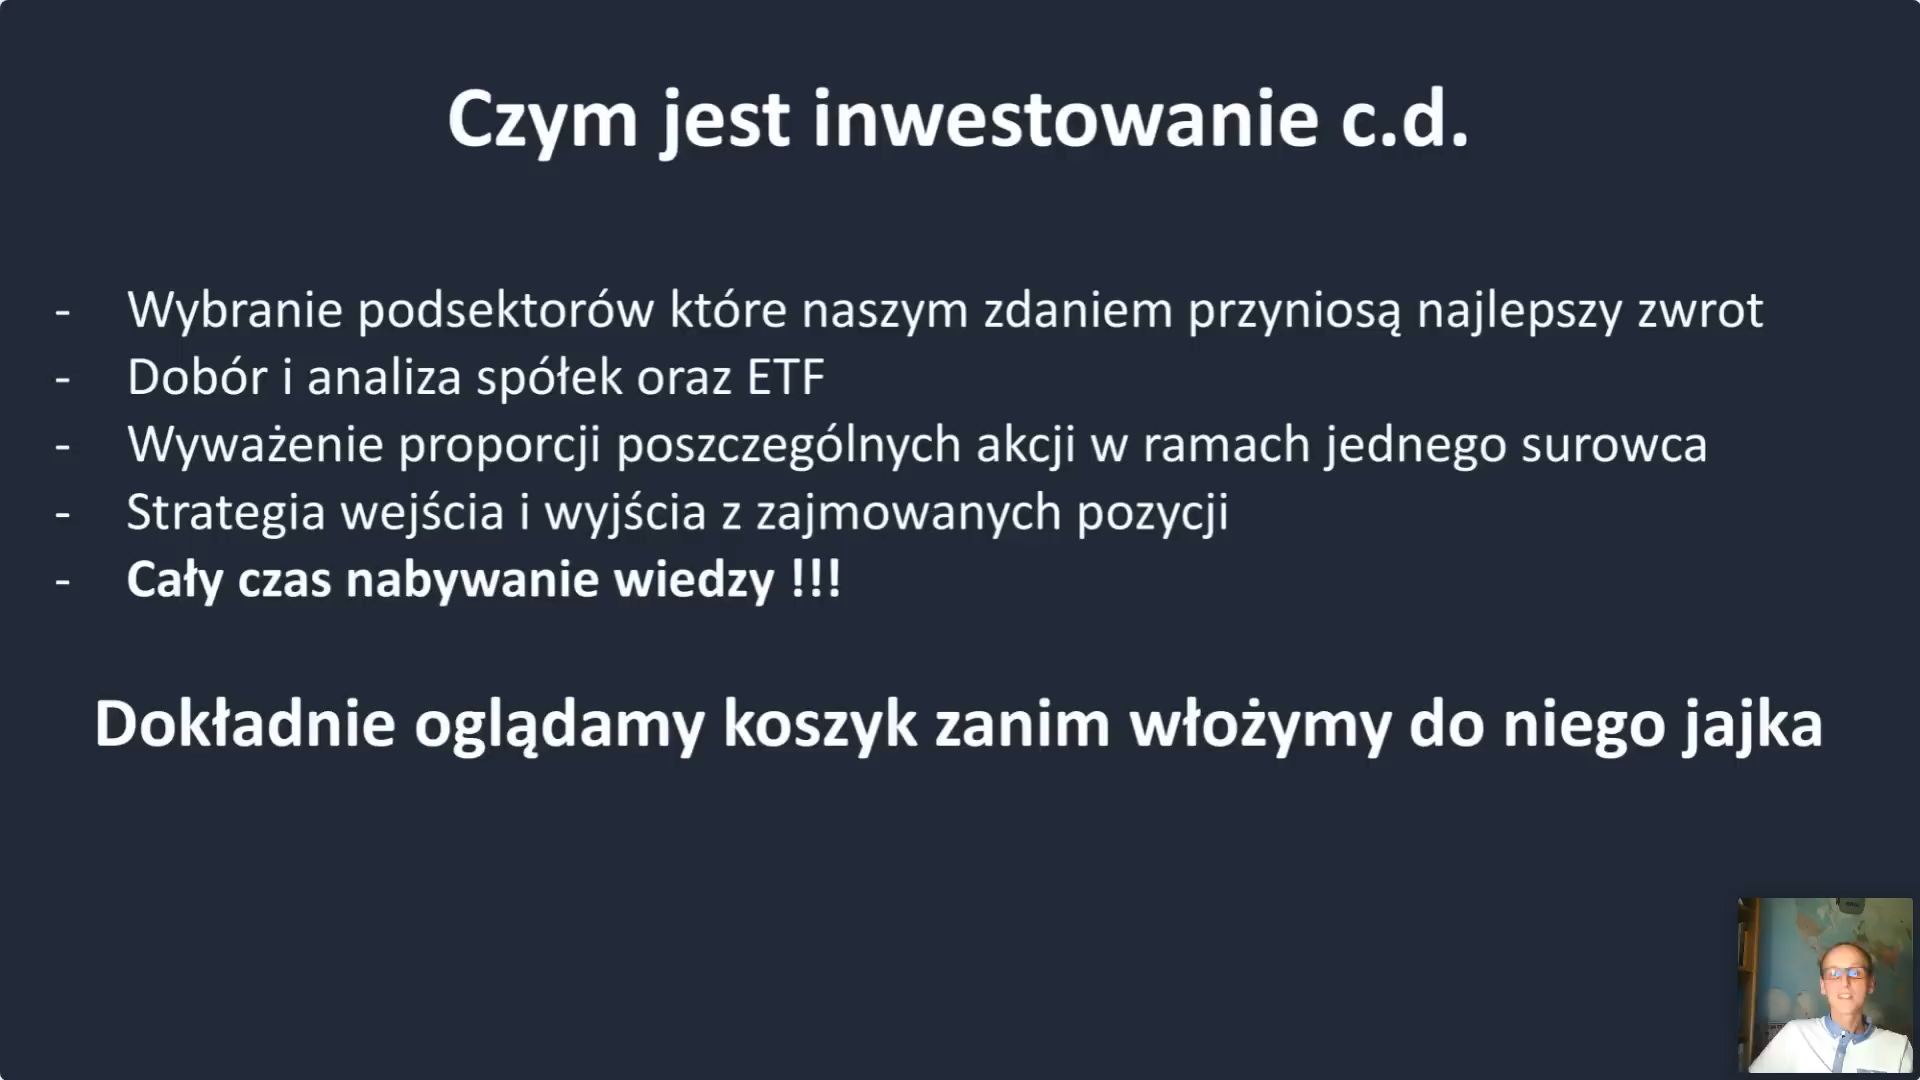 Czym jest inwestowanie c.d.
- Wybranie podsektorów które naszym zdaniem przyniosą najlepszy zwrot
- Dobór i analiza spółek oraz ETF
- Wyważenie proporcji poszczególnych akcji w ramach jednego surowca
- Strategia wejścia i wyjścia z zajmowanych pozycji
- Cały czas nabywanie wiedzy !!!
Dokładnie oglądamy koszyk zanim włożymy do niego jajka